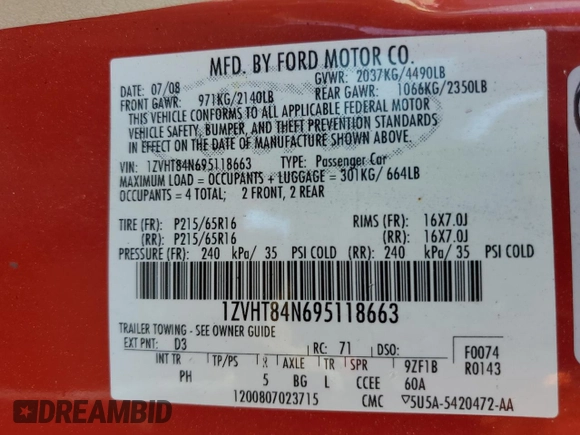 MFD. BY FORD MOTOR CO.
DATE: 07/08 GVWR: 2037KG/4490LB
FRONT GAWR: 971KG/2140LB REAR GAWR: 1066KG/2350LB
THIS VEHICLE CONFORMS TO ALL APPLICABLE FEDERAL MOTOR
VEHICLE SAFETY, BUMPER, AND THEFT PREVENTION STANDARDS
IN EFFECT ON THE DATE OF MANUFACTURE SHOWN ABOVE.
VIN: 1ZVHT84N695118663 TYPE: Passenger Car
MAXIMUM LOAD = OCCUPANTS + LUGGAGE = 301KG/ 664LB
OCCUPANTS = 4 TOTAL; 2 FRONT, 2 REAR
TIRE (FR): P215/65R16 RIMS (FR): 16X7.0J
(RR): P215/65R16 (RR): 16X7.0J
PRESSURE (FR): 240 kPa/ 35 PSI COLD (RR): 240 kPa/ 35 PSI COLD
1ZVHT84N695118663
TRAILER TOWING - SEE OWNER GUIDE
EXT PNT: D3 RC: 71 DSO: F0074
INT TR TP/PS R AXLE TR SPR 9ZF1B R0143
PH 5 BG L CCEE 60A
1200807023715 CMC 5U5A-5420472-AA
DREAMBID
DREAMBID